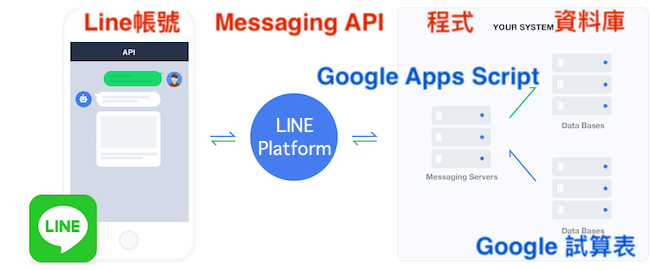 Line帳號
Messaging API
程式
YOUR SYSTEM
資料庫
API
Google Apps Script
LINE
Platform
Messaging Servers
Data Bases
Data Bases
LINE
Google 試算表